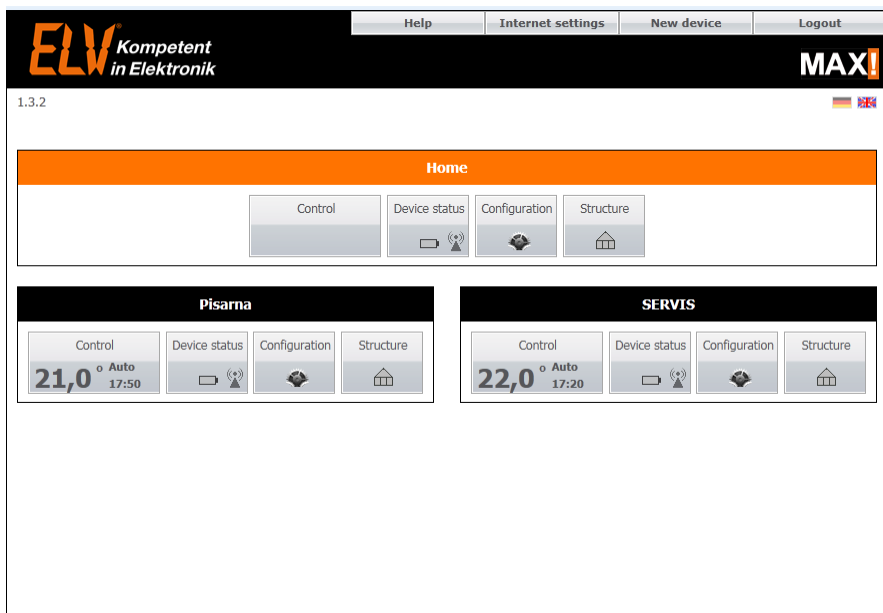 Help Internet settings New device Logout
ELV Kompetent
in Elektronik
MAX!
1.3.2
Home
Control Device status Configuration Structure
Pisarna
Control Device status Configuration Structure
21,0 ° Auto
17:50
SERVIS
Control Device status Configuration Structure
22,0 ° Auto
17:20